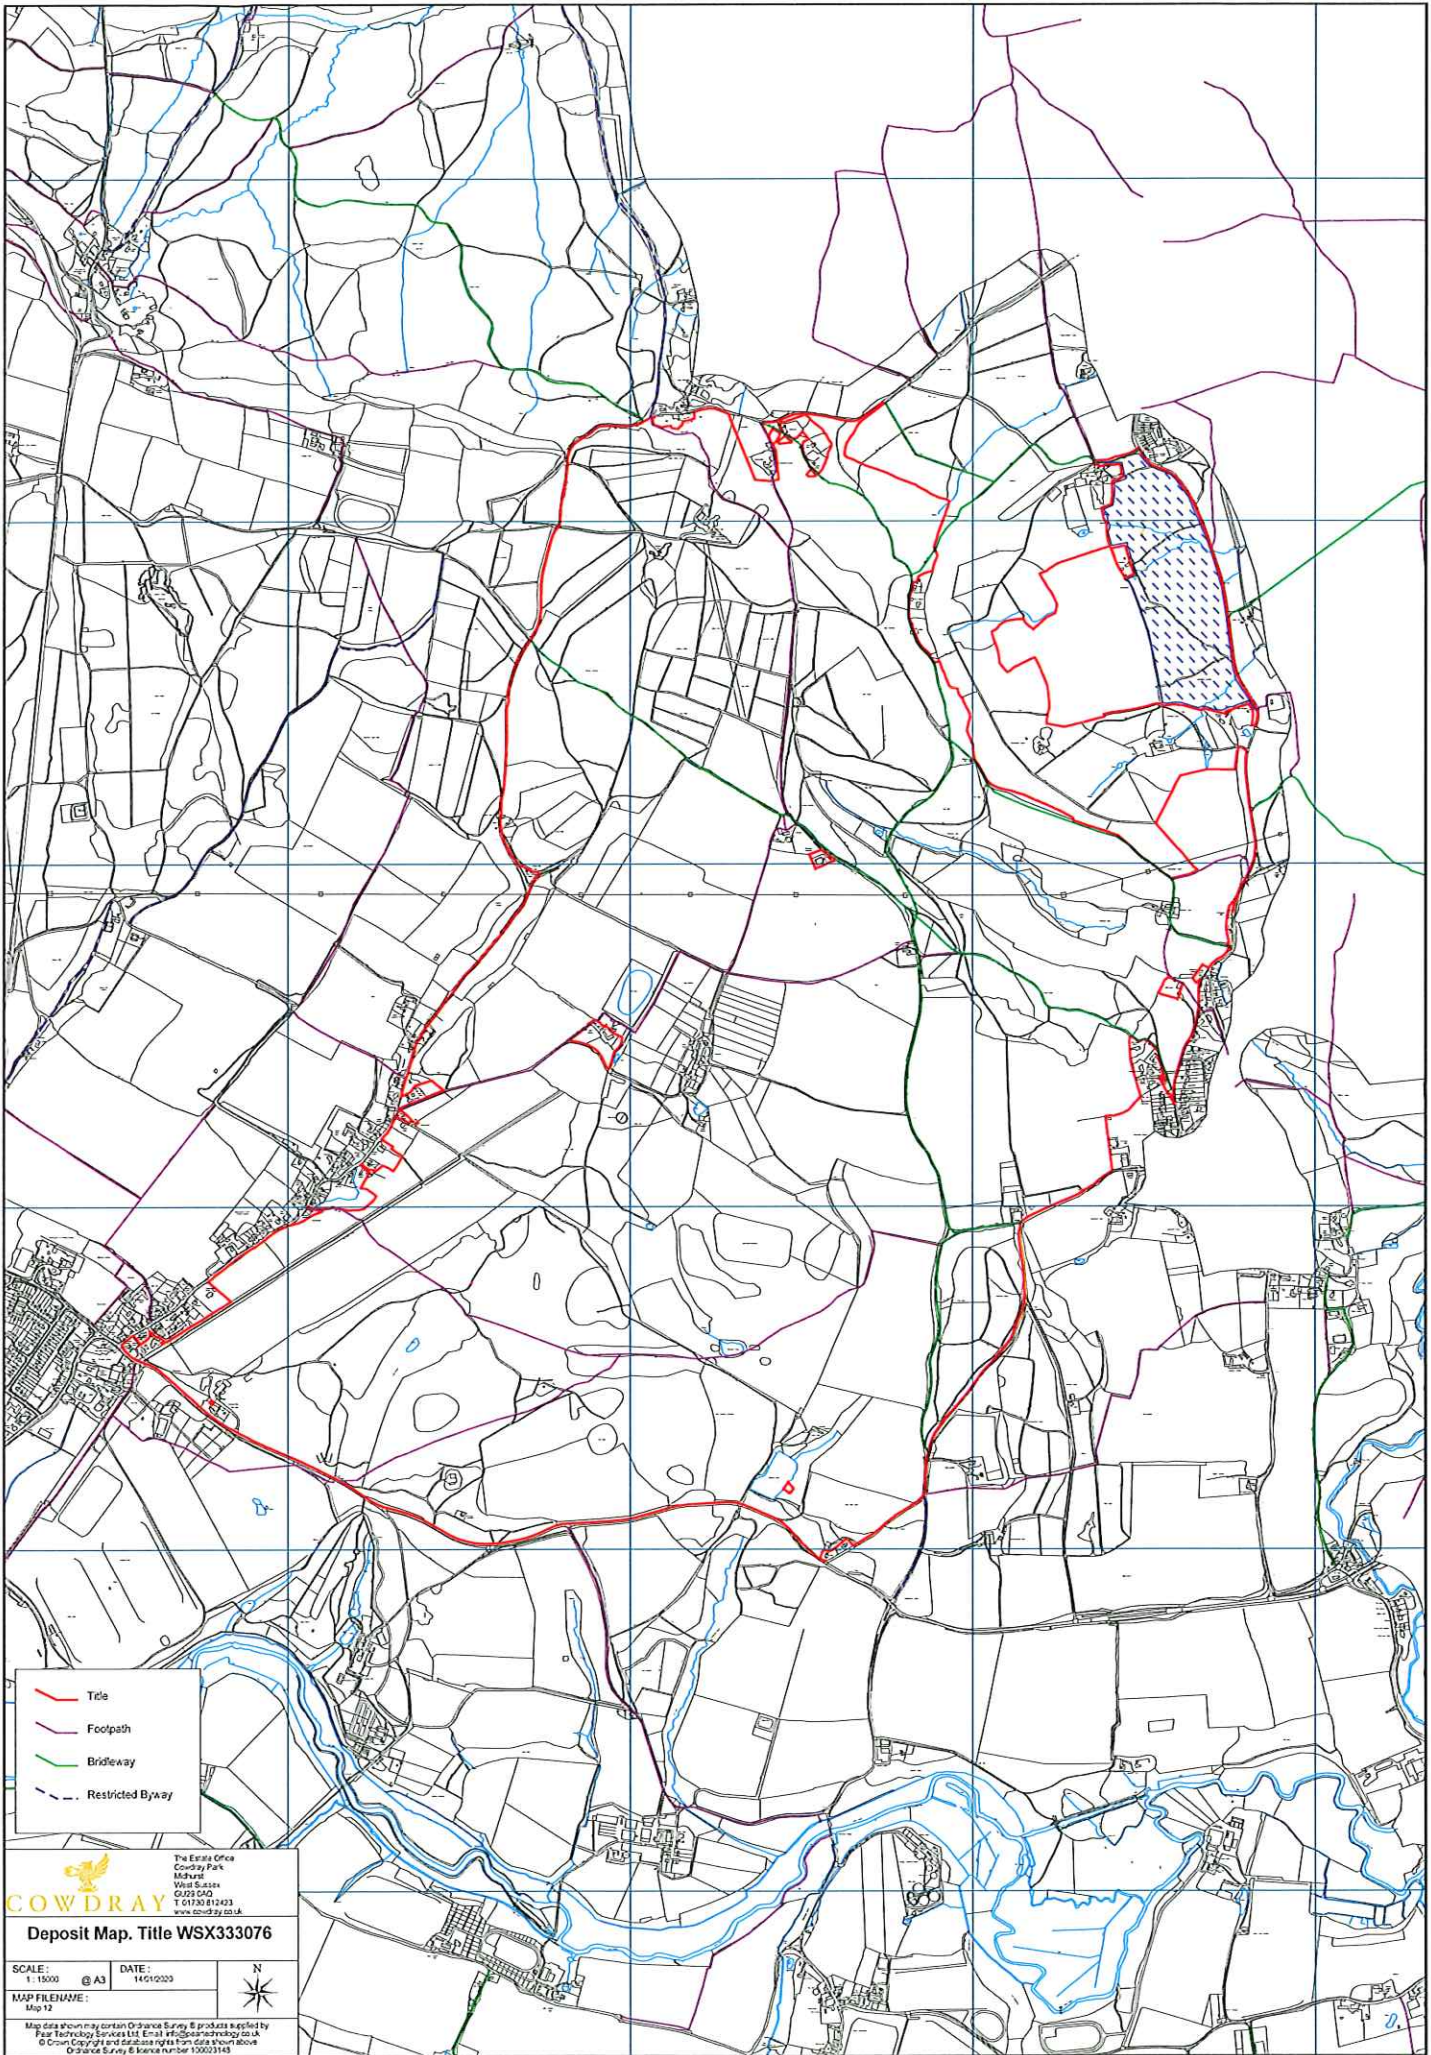 Title
Footpath
Bridleway
Restricted Byway
COWDRAY
The Estate Office
Cowdray Park
Midhurst
West Sussex
GU29 0AQ
T. 01730 812423
www.cowdray.co.uk
Deposit Map. Title WSX333076
SCALE :
1 : 15000 @ A3
DATE :
14/01/2020
N
MAP FILENAME :
Map 12
Map data shown may contain Ordnance Survey ® products supplied by
Pear Technology Services Ltd; Email: info@peartechnology.co.uk
© Crown Copyright and database rights from date shown above
Ordnance Survey ® licence number 100023148